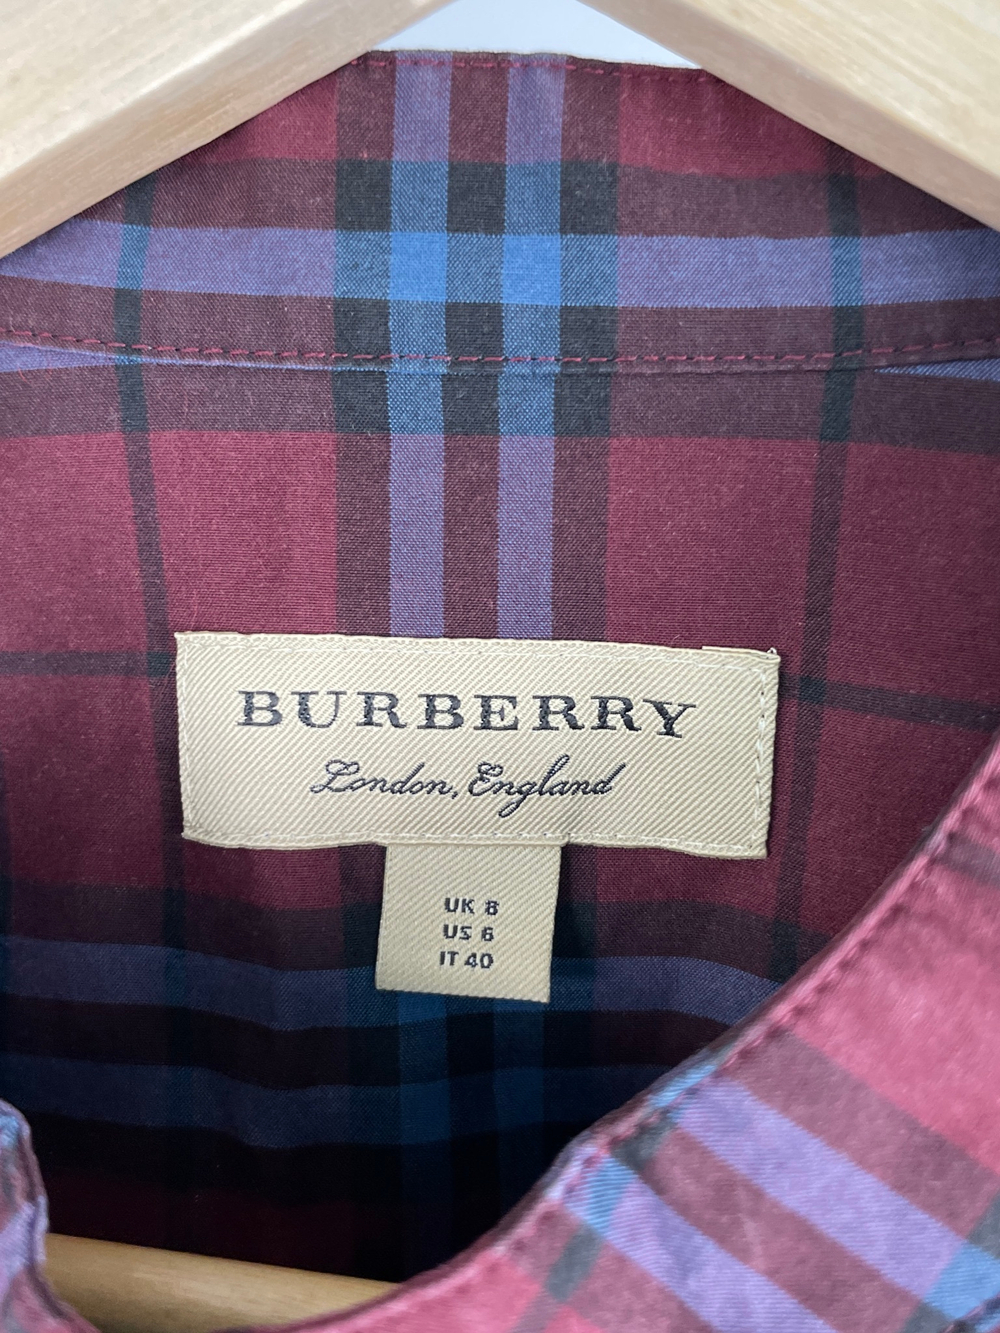 BURBERRY
London, England
UK 8
US 6
IT 40